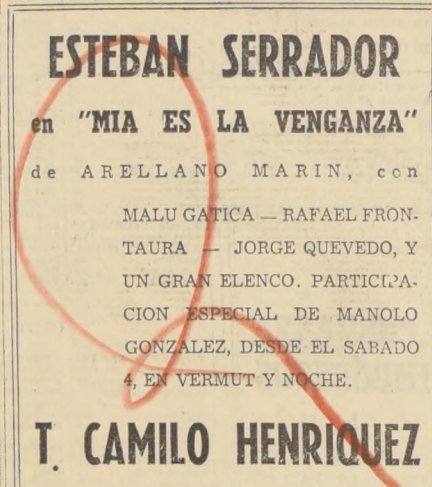 ESTEBAN SERRADOR
en "MIA ES LA VENGANZA"
de ARELLANO MARIN, con
MALU GATICA — RAFAEL FRON-
TAURA — JORGE QUEVEDO, Y
UN GRAN ELENCO. PARTICIPA-
CION ESPECIAL DE MANOLO
GONZALEZ, DESDE EL SABADO
4, EN VERMUT Y NOCHE.
T. CAMILO HENRIQUEZ